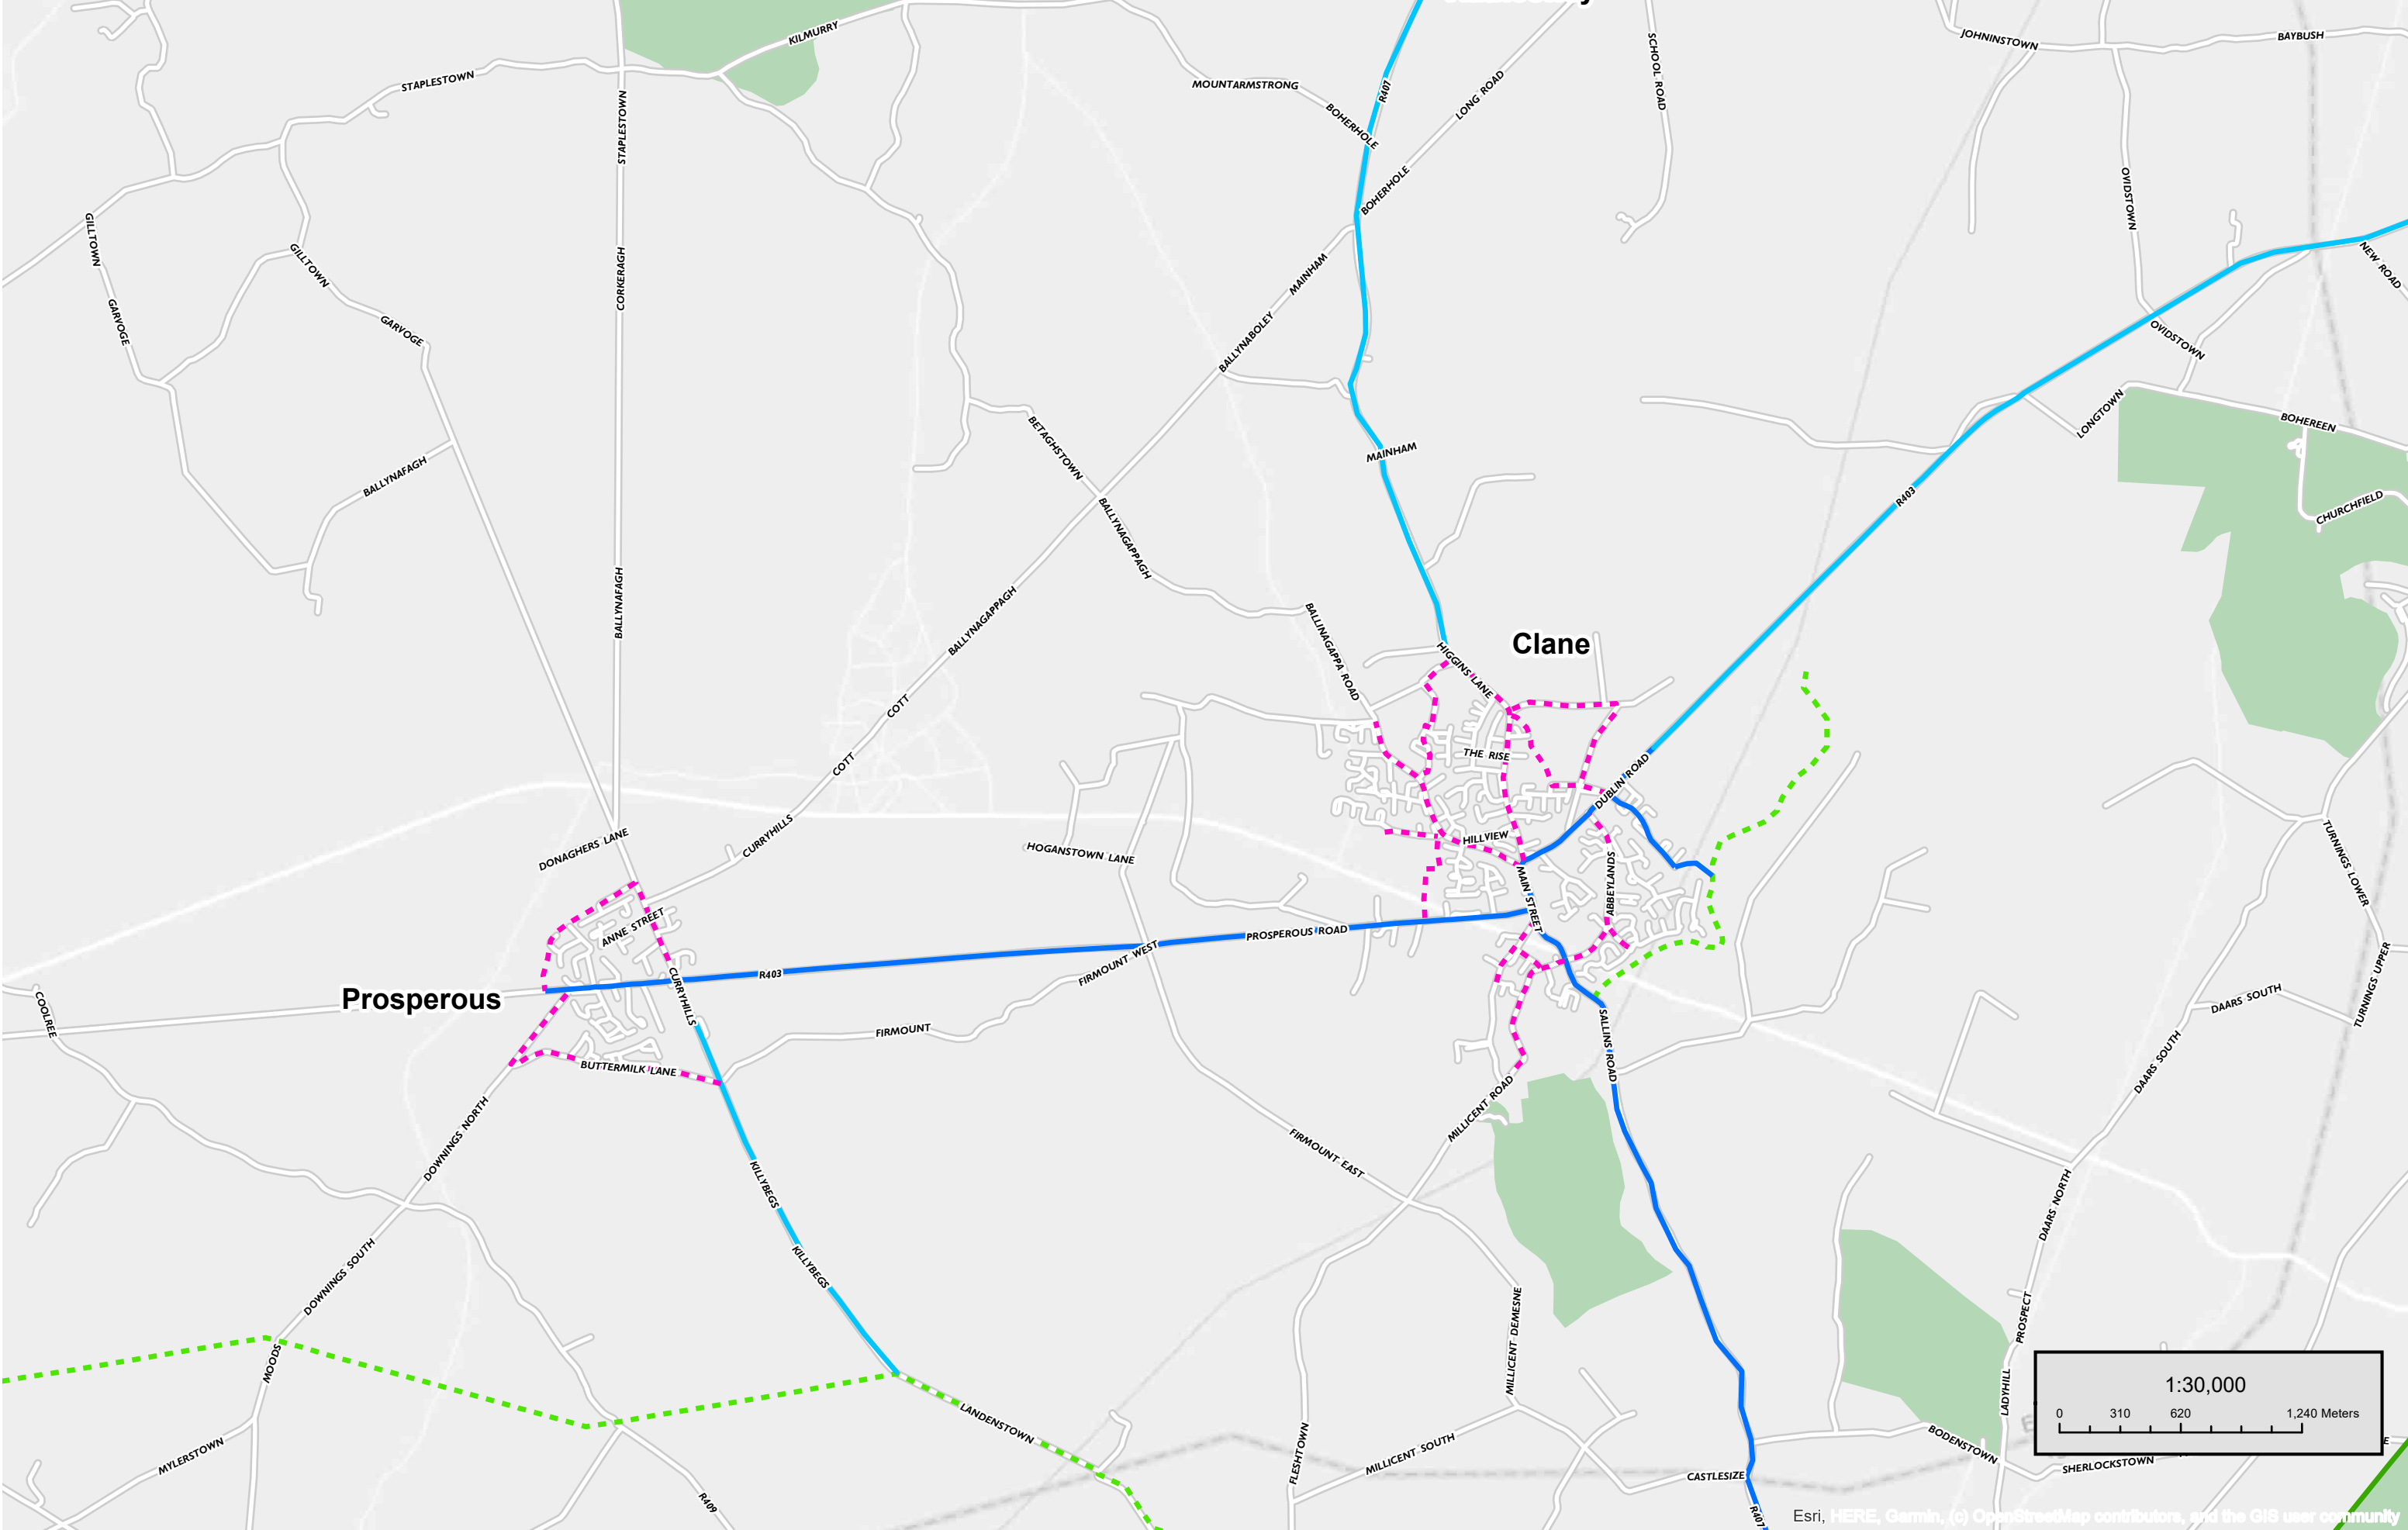 KILMURRY
JOHNINSTOWN
BAYBUSH
STAPLESTOWN
MOUNTARMSTRONG
R407
LONG ROAD
SCHOOL ROAD
STAPLESTOWN
BOHERHOLE
BOHERHOLE
OVIDSTOWN
GILLTOWN
GILLTOWN
CORKERAGH
MAINHAM
NEW ROAD
GARVOGE
GARVOGE
BALLYNABOLEY
OVIDSTOWN
BETAGHSTOWN
MAINHAM
LONGTOWN
BOHEREEN
BALLYNAFAGH
BALLYNAGAPPAGH
R403
CHURCHFIELD
BALLYNAFAGH
BALLYNAGAPPAGH
BALLINAGAPPA ROAD
HIGGINS LANE
Clane
COTT
COTT
THE RISE
DUBLIN ROAD
DONAGHERS LANE
CURRYHILLS
HOGANSTOWN LANE
HILLVIEW
MAIN STREET
ABBEYLANDS
TURNINGS LOWER
ANNE STREET
CURRYHILLS
R403
FIRMOUNT WEST
PROSPEROUS ROAD
Prosperous
COOLREE
FIRMOUNT
SALLINS ROAD
DAARS SOUTH
TURNINGS UPPER
BUTTERMILK LANE
DAARS SOUTH
DOWNINGS NORTH
MILLICENT ROAD
FIRMOUNT EAST
KILLYBEGS
KILLYBEGS
DAARS NORTH
DOWNINGS SOUTH
MILLICENT DEMESNE
PROSPECT
MOODS
LADYHILL
1:30,000
0 310 620 1,240 Meters
LANDENSTOWN
MYLERSTOWN
FLESHTOWN
MILLICENT SOUTH
BODENSTOWN
SHERLOCKSTOWN
CASTLESIZE
R409
R407
Esri, HERE, Garmin, (c) OpenStreetMap contributors, and the GIS user community